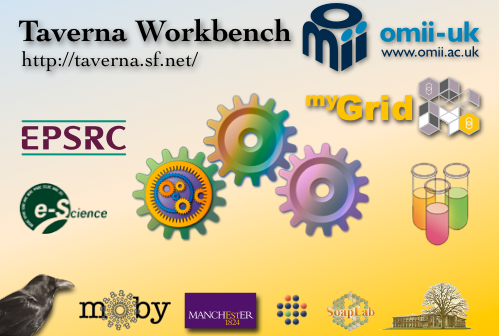 Taverna Workbench
http://taverna.sf.net/
omii
omii-uk
www.omii.ac.uk
myGrid
EPSRC
e-Science
moby
MANCHESTER
1824
SoapLab